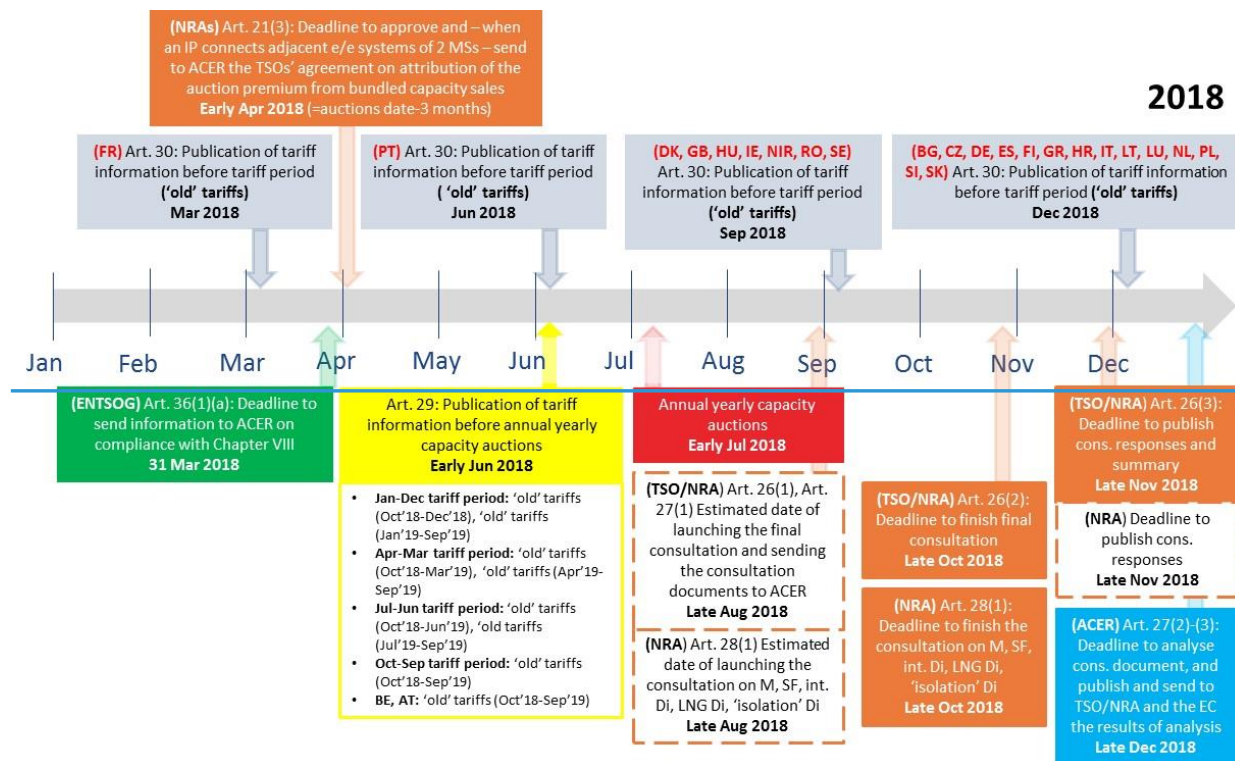 (NRAs) Art. 21(3): Deadline to approve and – when
an IP connects adjacent e/e systems of 2 MSs – send
to ACER the TSOs' agreement on attribution of the
auction premium from bundled capacity sales
Early Apr 2018 (=auctions date-3 months)
2018
(FR) Art. 30: Publication of tariff
information before tariff period
('old' tariffs)
Mar 2018
(PT) Art. 30: Publication of tariff
information before tariff period
( 'old' tariffs)
Jun 2018
(DK, GB, HU, IE, NIR, RO, SE)
Art. 30: Publication of tariff
information before tariff period
('old' tariffs)
Sep 2018
(BG, CZ, DE, ES, FI, GR, HR, IT, LT, LU, NL, PL,
SI, SK) Art. 30: Publication of tariff information
before tariff period ('old' tariffs)
Dec 2018
Jan Feb Mar Apr May Jun Jul Aug Sep Oct Nov Dec
(ENTSOG) Art. 36(1)(a): Deadline to
send information to ACER on
compliance with Chapter VIII
31 Mar 2018
Art. 29: Publication of tariff
information before annual yearly
capacity auctions
Early Jun 2018
• Jan-Dec tariff period: 'old' tariffs
(Oct'18-Dec'18), 'old' tariffs
(Jan'19-Sep'19)
• Apr-Mar tariff period: 'old' tariffs
(Oct'18-Mar'19), 'old' tariffs (Apr'19-
Sep'19)
• Jul-Jun tariff period: 'old' tariffs
(Oct'18-Jun'19), 'old tariffs
(Jul'19-Sep'19)
• Oct-Sep tariff period: 'old' tariffs
(Oct'18-Sep'19)
• BE, AT: 'old' tariffs (Oct'18-Sep'19)
Annual yearly capacity
auctions
Early Jul 2018
(TSO/NRA) Art. 26(1), Art.
27(1) Estimated date of
launching the final
consultation and sending
the consultation
documents to ACER
Late Aug 2018
(NRA) Art. 28(1) Estimated
date of launching the
consultation on M, SF, int.
Di, LNG Di, 'isolation' Di
Late Aug 2018
(TSO/NRA) Art. 26(2):
Deadline to finish final
consultation
Late Oct 2018
(NRA) Art. 28(1):
Deadline to finish the
consultation on M, SF,
int. Di, LNG Di,
'isolation' Di
Late Oct 2018
(TSO/NRA) Art. 26(3):
Deadline to publish
cons. responses and
summary
Late Nov 2018
(NRA) Deadline to
publish cons.
responses
Late Nov 2018
(ACER) Art. 27(2)-(3):
Deadline to analyse
cons. document, and
publish and send to
TSO/NRA and the EC
the results of analysis
Late Dec 2018